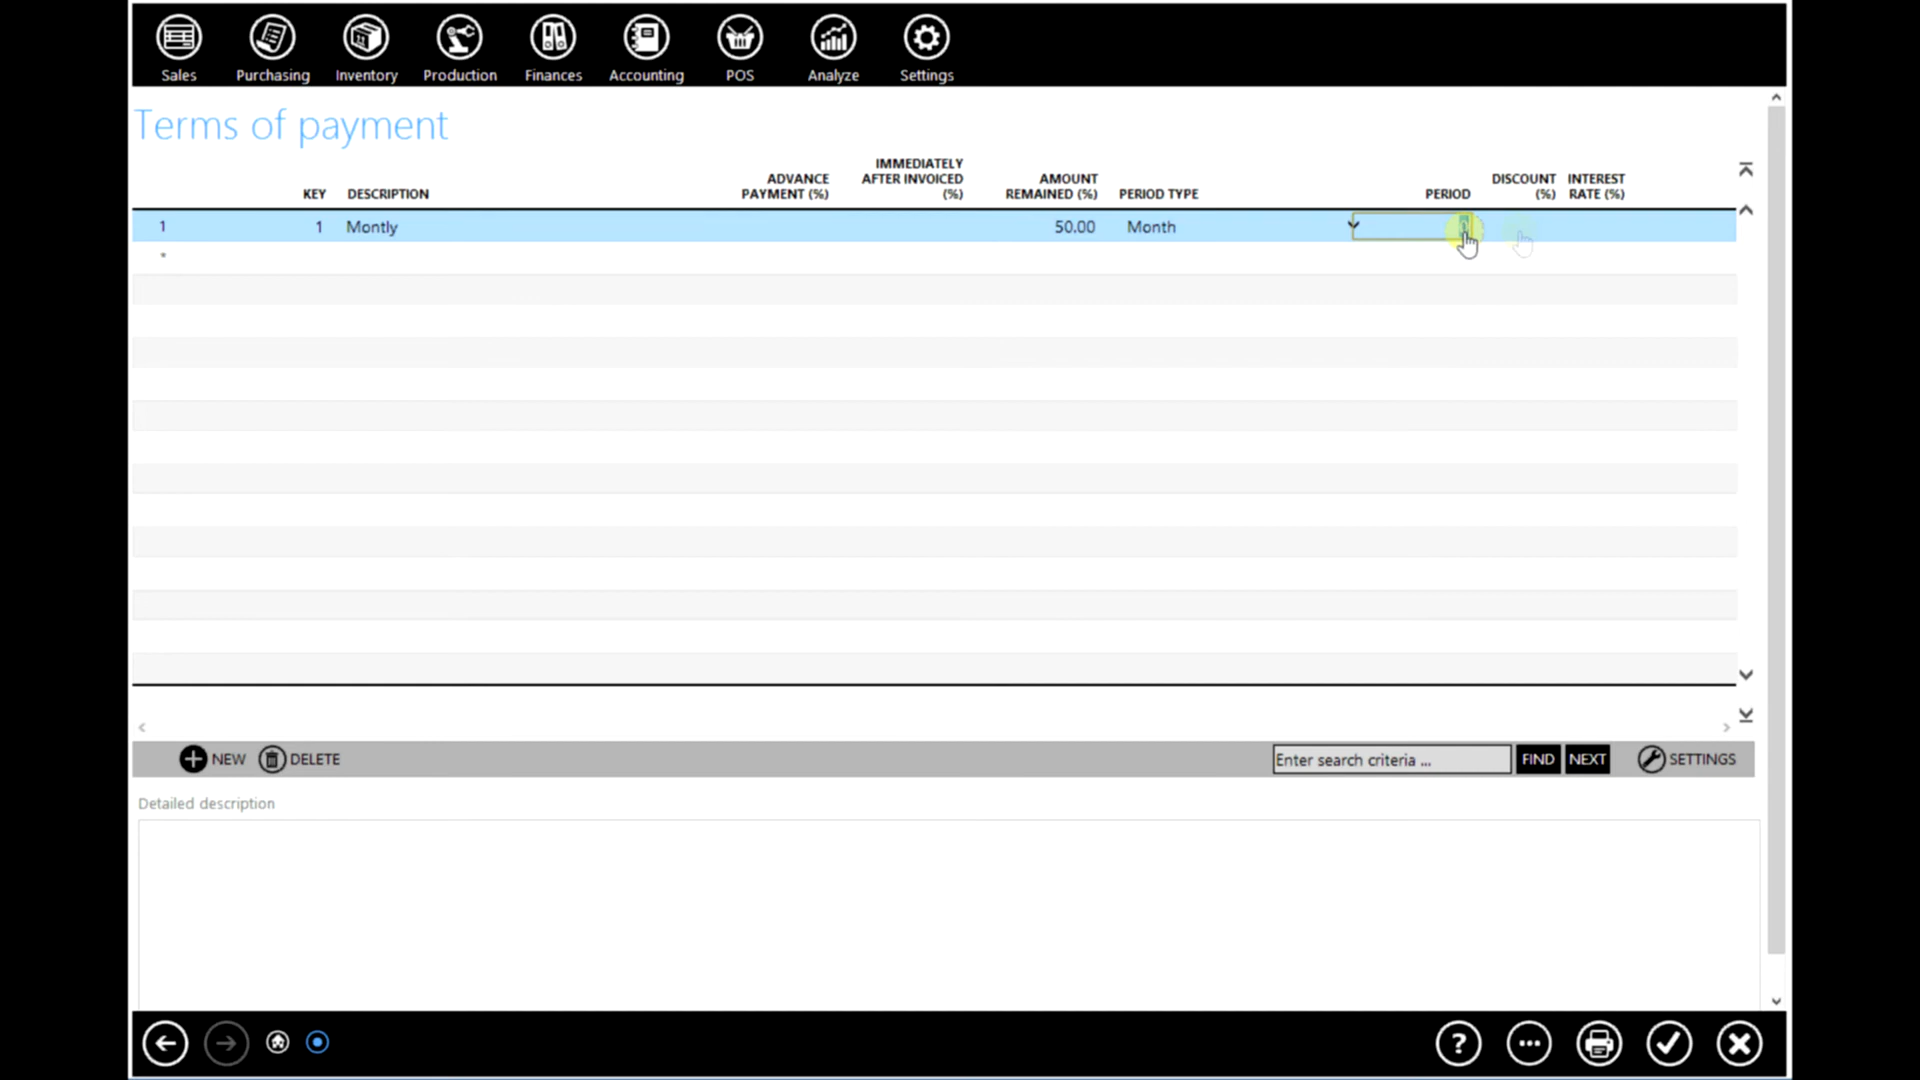 Sales Purchasing Inventory Production Finances Accounting POS Analyze Settings
Terms of payment
KEY DESCRIPTION ADVANCE PAYMENT (%) IMMEDIATELY AFTER INVOICED (%) AMOUNT REMAINED (%) PERIOD TYPE PERIOD DISCOUNT (%) INTEREST RATE (%)
1 1 Montly 50.00 Month
NEW DELETE Enter search criteria ... FIND NEXT SETTINGS
Detailed description